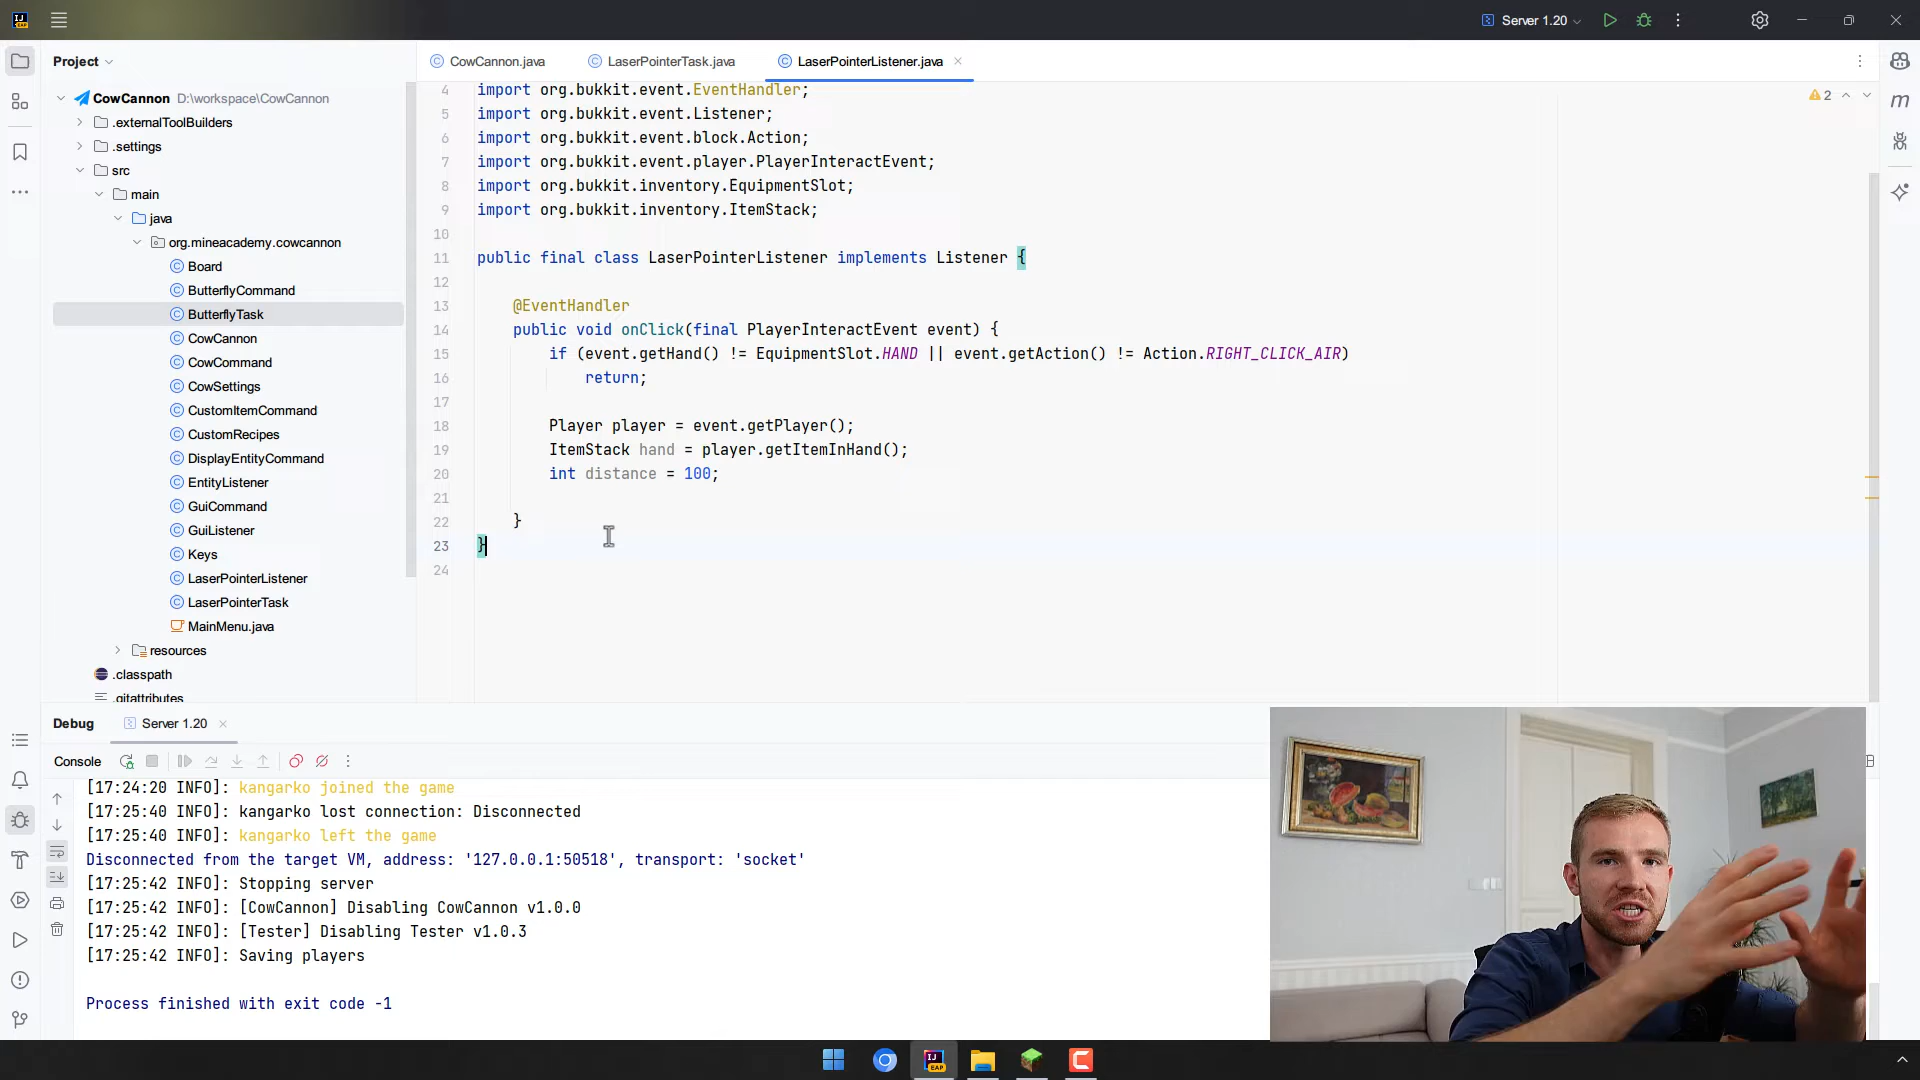 Server 1.20
Project
CowCannon.java
LaserPointerTask.java
LaserPointerListener.java
CowCannon D:\workspace\CowCannon
.externalToolBuilders
.settings
src
main
java
org.mineacademy.cowcannon
Board
ButterflyCommand
ButterflyTask
CowCannon
CowCommand
CowSettings
CustomItemCommand
CustomRecipes
DisplayEntityCommand
EntityListener
GuiCommand
GuiListener
Keys
LaserPointerListener
LaserPointerTask
MainMenu.java
resources
.classpath
.gitattributes
2
4 import org.bukkit.event.EventHandler;
5 import org.bukkit.event.Listener;
6 import org.bukkit.event.block.Action;
7 import org.bukkit.event.player.PlayerInteractEvent;
8 import org.bukkit.inventory.EquipmentSlot;
9 import org.bukkit.inventory.ItemStack;
10
11 public final class LaserPointerListener implements Listener {
12
13 @EventHandler
14 public void onClick(final PlayerInteractEvent event) {
15 if (event.getHand() != EquipmentSlot.HAND || event.getAction() != Action.RIGHT_CLICK_AIR)
16 return;
17
18 Player player = event.getPlayer();
19 ItemStack hand = player.getItemInHand();
20 int distance = 100;
21
22 }
23 }
24
Debug
Server 1.20
Console
[17:24:20 INFO]: kangarko joined the game
[17:25:40 INFO]: kangarko lost connection: Disconnected
[17:25:40 INFO]: kangarko left the game
Disconnected from the target VM, address: '127.0.0.1:50518', transport: 'socket'
[17:25:42 INFO]: Stopping server
[17:25:42 INFO]: [CowCannon] Disabling CowCannon v1.0.0
[17:25:42 INFO]: [Tester] Disabling Tester v1.0.3
[17:25:42 INFO]: Saving players
Process finished with exit code -1